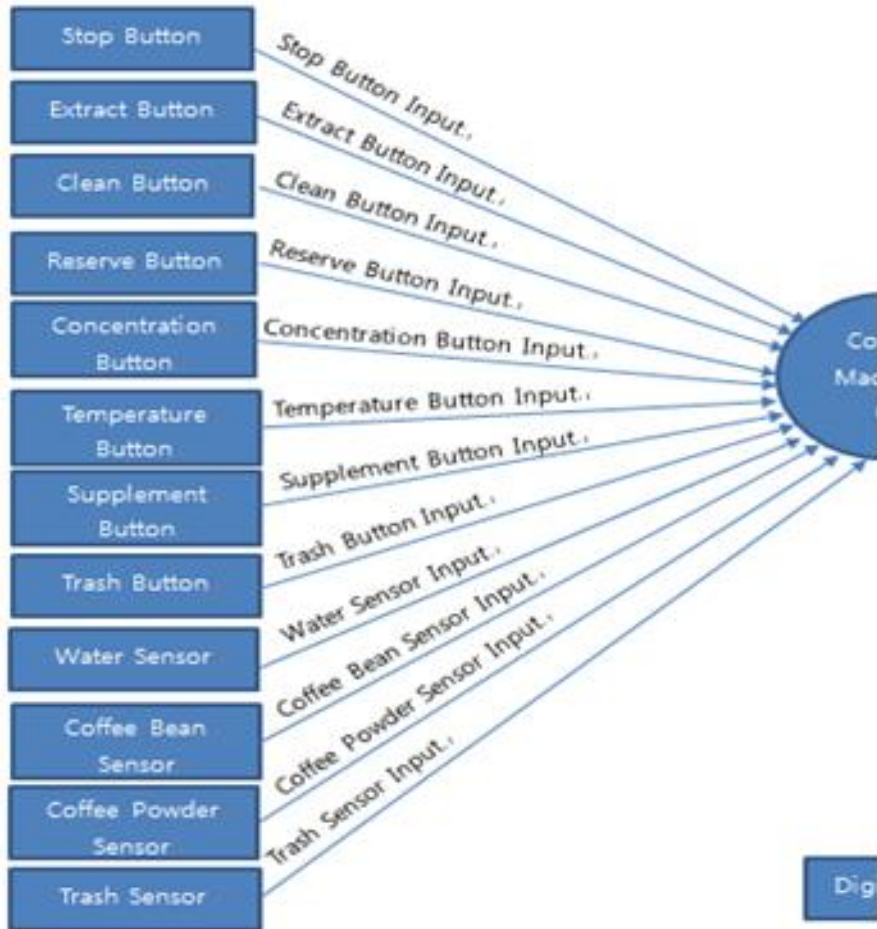 Stop Button
Stop Button Input.,
Extract Button
Extract Button Input.,
Clean Button
Clean Button Input.,
Reserve Button
Reserve Button Input.,
Concentration
Button
Concentration Button Input.,
Temperature
Button
Temperature Button Input.,
Supplement
Button
Supplement Button Input.,
Trash Button
Trash Button Input.,
Water Sensor
Water Sensor Input.,
Coffee Bean
Sensor
Coffee Bean Sensor Input.,
Coffee Powder
Sensor
Coffee Powder Sensor Input.,
Trash Sensor
Trash Sensor Input.,
Co
Mac
Dig